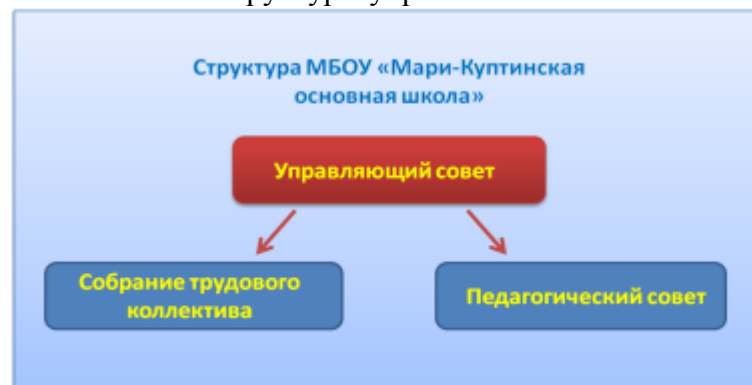 Структура МБОУ «Мари-Куптинская
основная школа»
Управляющий совет
Собрание трудового
коллектива
Педагогический совет